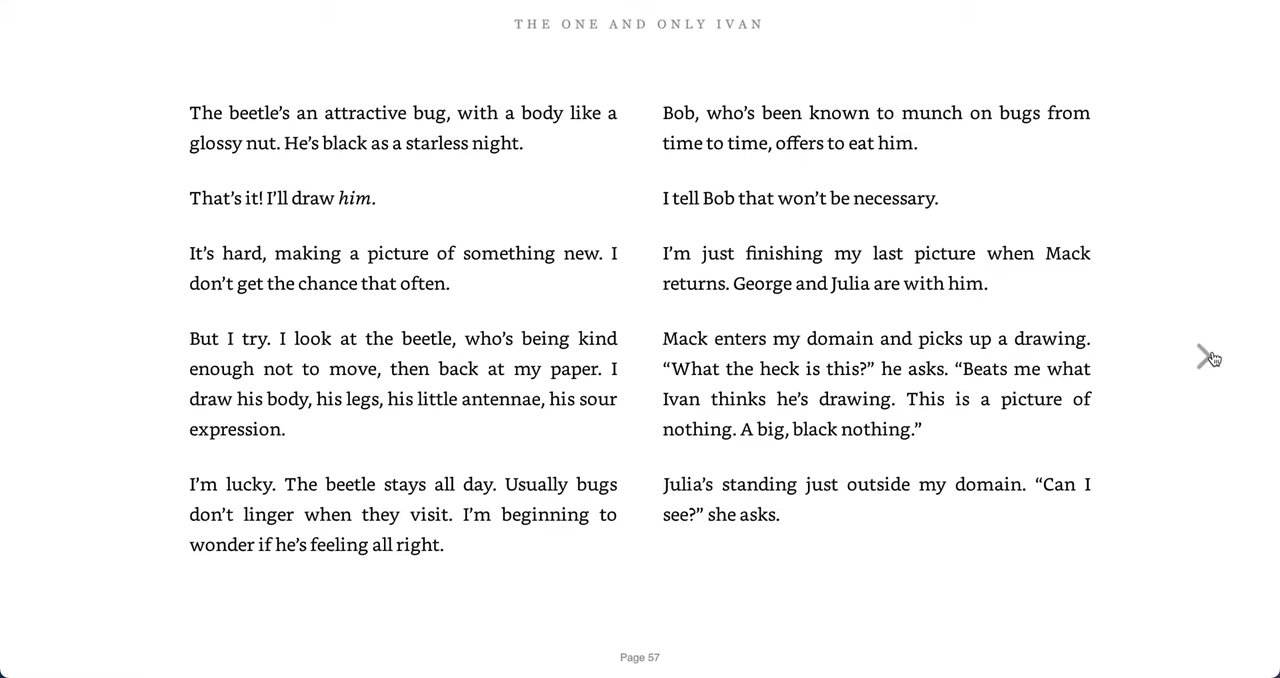 THE ONE AND ONLY IVAN
The beetle’s an attractive bug, with a body like a
glossy nut. He’s black as a starless night.
That’s it! I’ll draw him.
It’s hard, making a picture of something new. I
don’t get the chance that often.
But I try. I look at the beetle, who’s being kind
enough not to move, then back at my paper. I
draw his body, his legs, his little antennae, his sour
expression.
I’m lucky. The beetle stays all day. Usually bugs
don’t linger when they visit. I’m beginning to
wonder if he’s feeling all right.
Bob, who’s been known to munch on bugs from
time to time, offers to eat him.
I tell Bob that won’t be necessary.
I’m just finishing my last picture when Mack
returns. George and Julia are with him.
Mack enters my domain and picks up a drawing.
“What the heck is this?” he asks. “Beats me what
Ivan thinks he’s drawing. This is a picture of
nothing. A big, black nothing.”
Julia’s standing just outside my domain. “Can I
see?” she asks.
Page 57